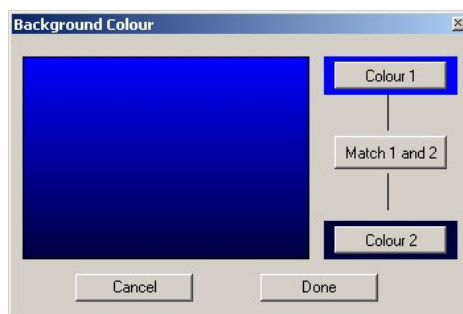 Background Colour
Colour 1
Match 1 and 2
Colour 2
Cancel
Done